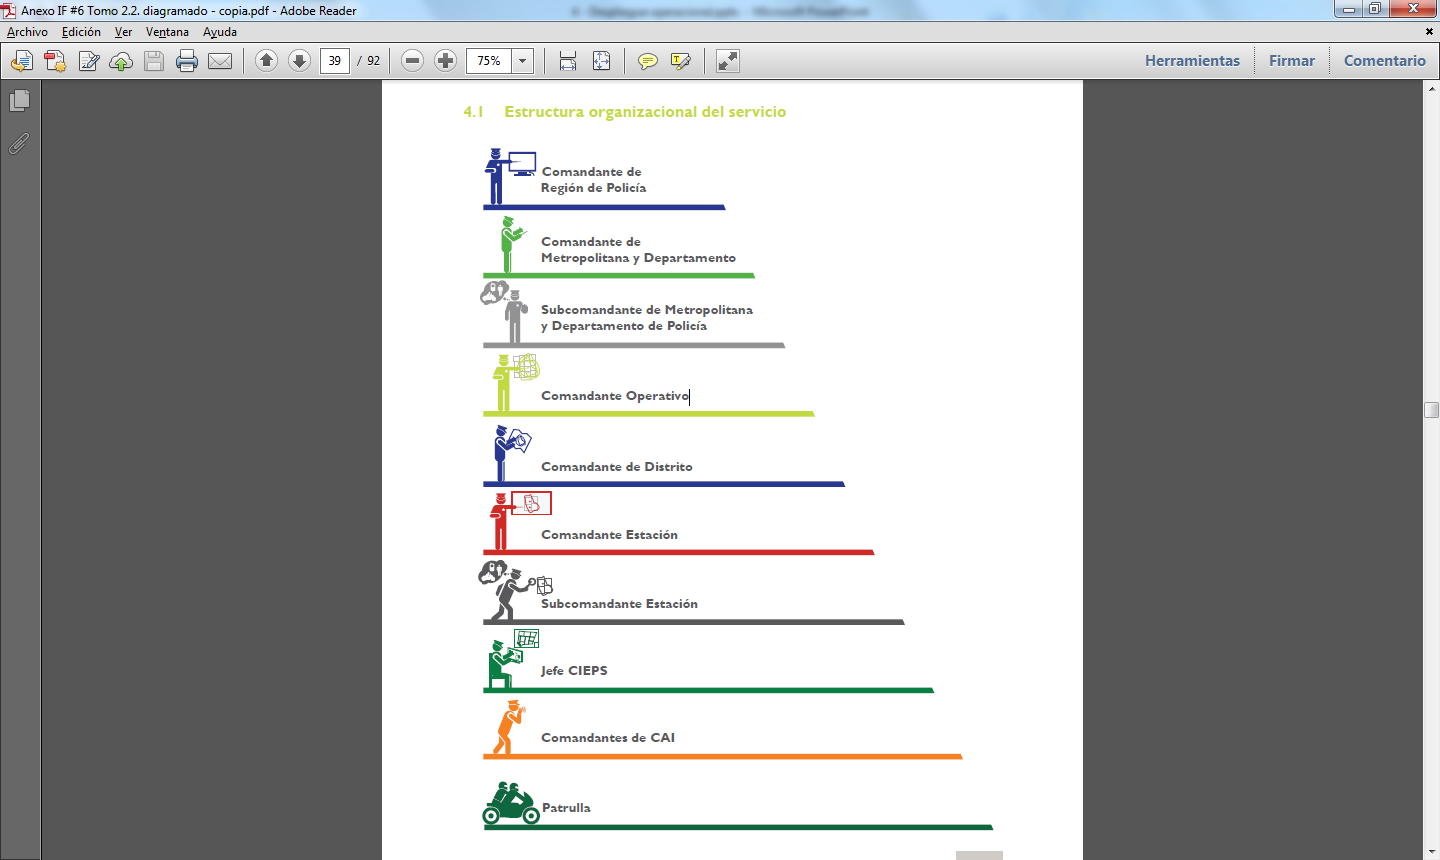 Anexo IF #6 Tomo 2.2. diagramado - copia.pdf - Adobe Reader
Archivo Edición Ver Ventana Ayuda
39 / 92 75% Herramientas Firmar Comentario
4.1 Estructura organizacional del servicio
Comandante de
Región de Policía
Comandante de
Metropolitana y Departamento
Subcomandante de Metropolitana
y Departamento de Policía
Comandante Operativo
Comandante de Distrito
Comandante Estación
Subcomandante Estación
Jefe CIEPS
Comandantes de CAI
Patrulla